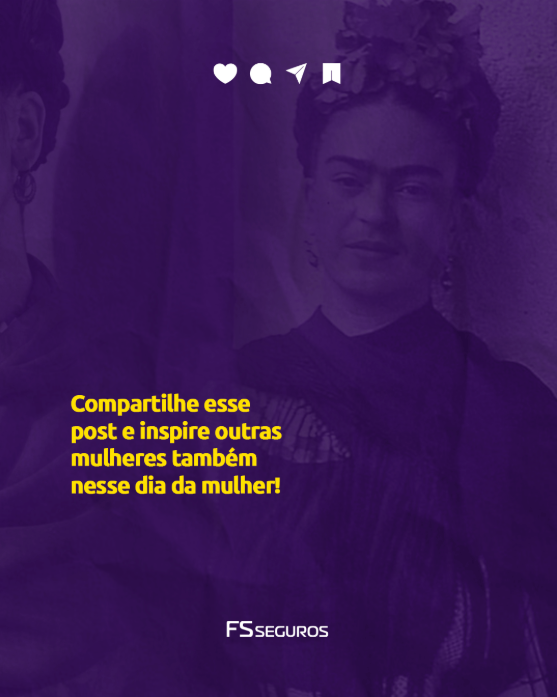 Compartilhe esse
post e inspire outras
mulheres também
nesse dia da mulher!
FS SEGUROS